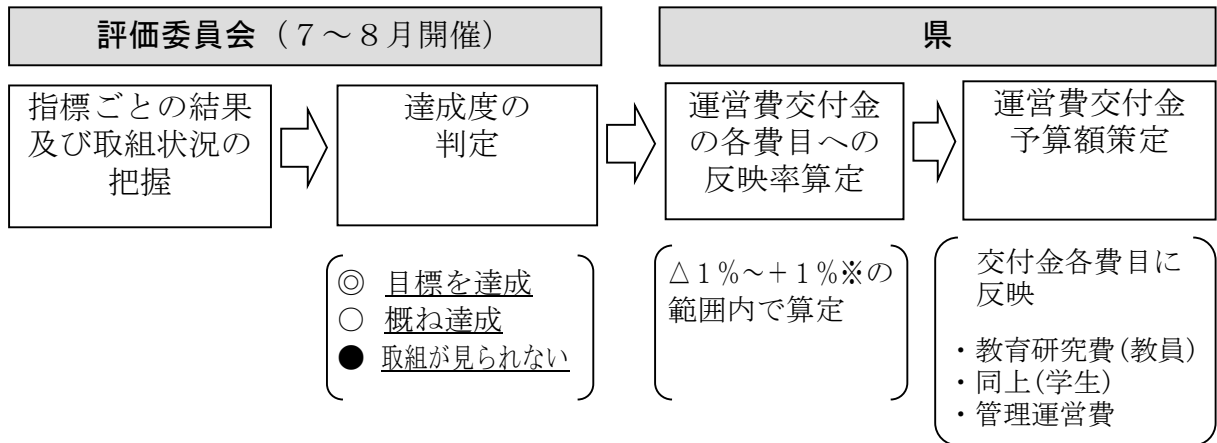 評価委員会（７～８月開催）
県
指標ごとの結果
及び取組状況の
把握
達成度の
判定
運営費交付金
の各費目への
反映率算定
運営費交付金
予算額策定
◎ 目標を達成
○ 概ね達成
● 取組が見られない
△１％～＋１％※の
範囲内で算定
交付金各費目に
反映
・教育研究費(教員)
・同上(学生)
・管理運営費